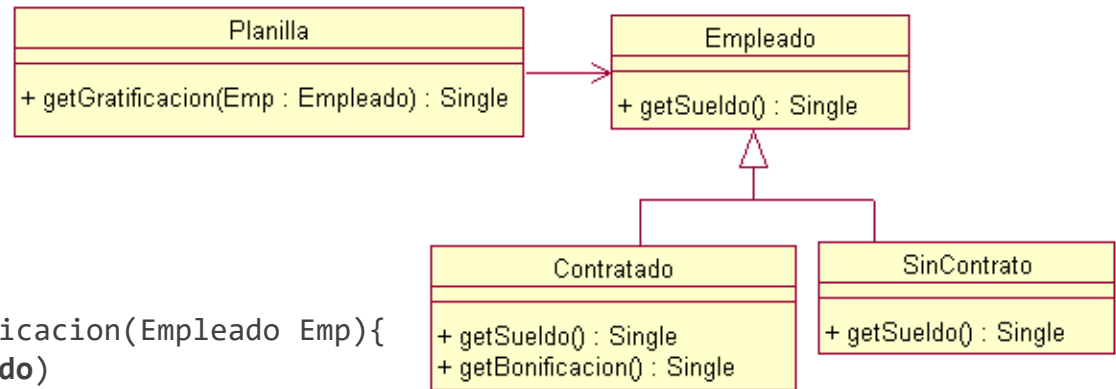 Planilla
+ getGratificacion(Emp : Empleado) : Single
Empleado
+ getSueldo() : Single
Contratado
+ getSueldo() : Single
+ getBonificacion() : Single
SinContrato
+ getSueldo() : Single
icacion(Empleado Emp){
do)